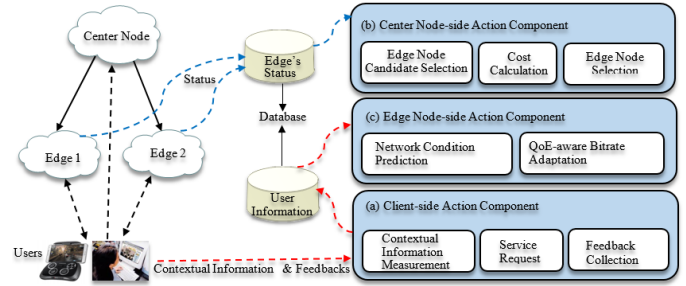 Center Node
Edge 1
Edge 2
Users
Status
Edge's
Status
Database
User
Information
Contextual Information & Feedbacks
(b) Center Node-side Action Component
Edge Node
Candidate Selection
Cost
Calculation
Edge Node
Selection
(c) Edge Node-side Action Component
Network Condition
Prediction
QoE-aware Bitrate
Adaptation
(a) Client-side Action Component
Contextual
Information
Measurement
Service
Request
Feedback
Collection